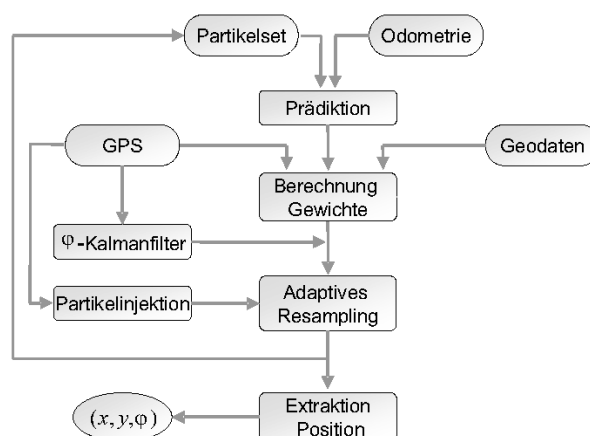 Partikelset
Odometrie
Prädiktion
GPS
Geodaten
Berechnung
Gewichte
φ-Kalmanfilter
Adaptives
Resampling
Partikelinjektion
Extraktion
Position
(x, y,φ)